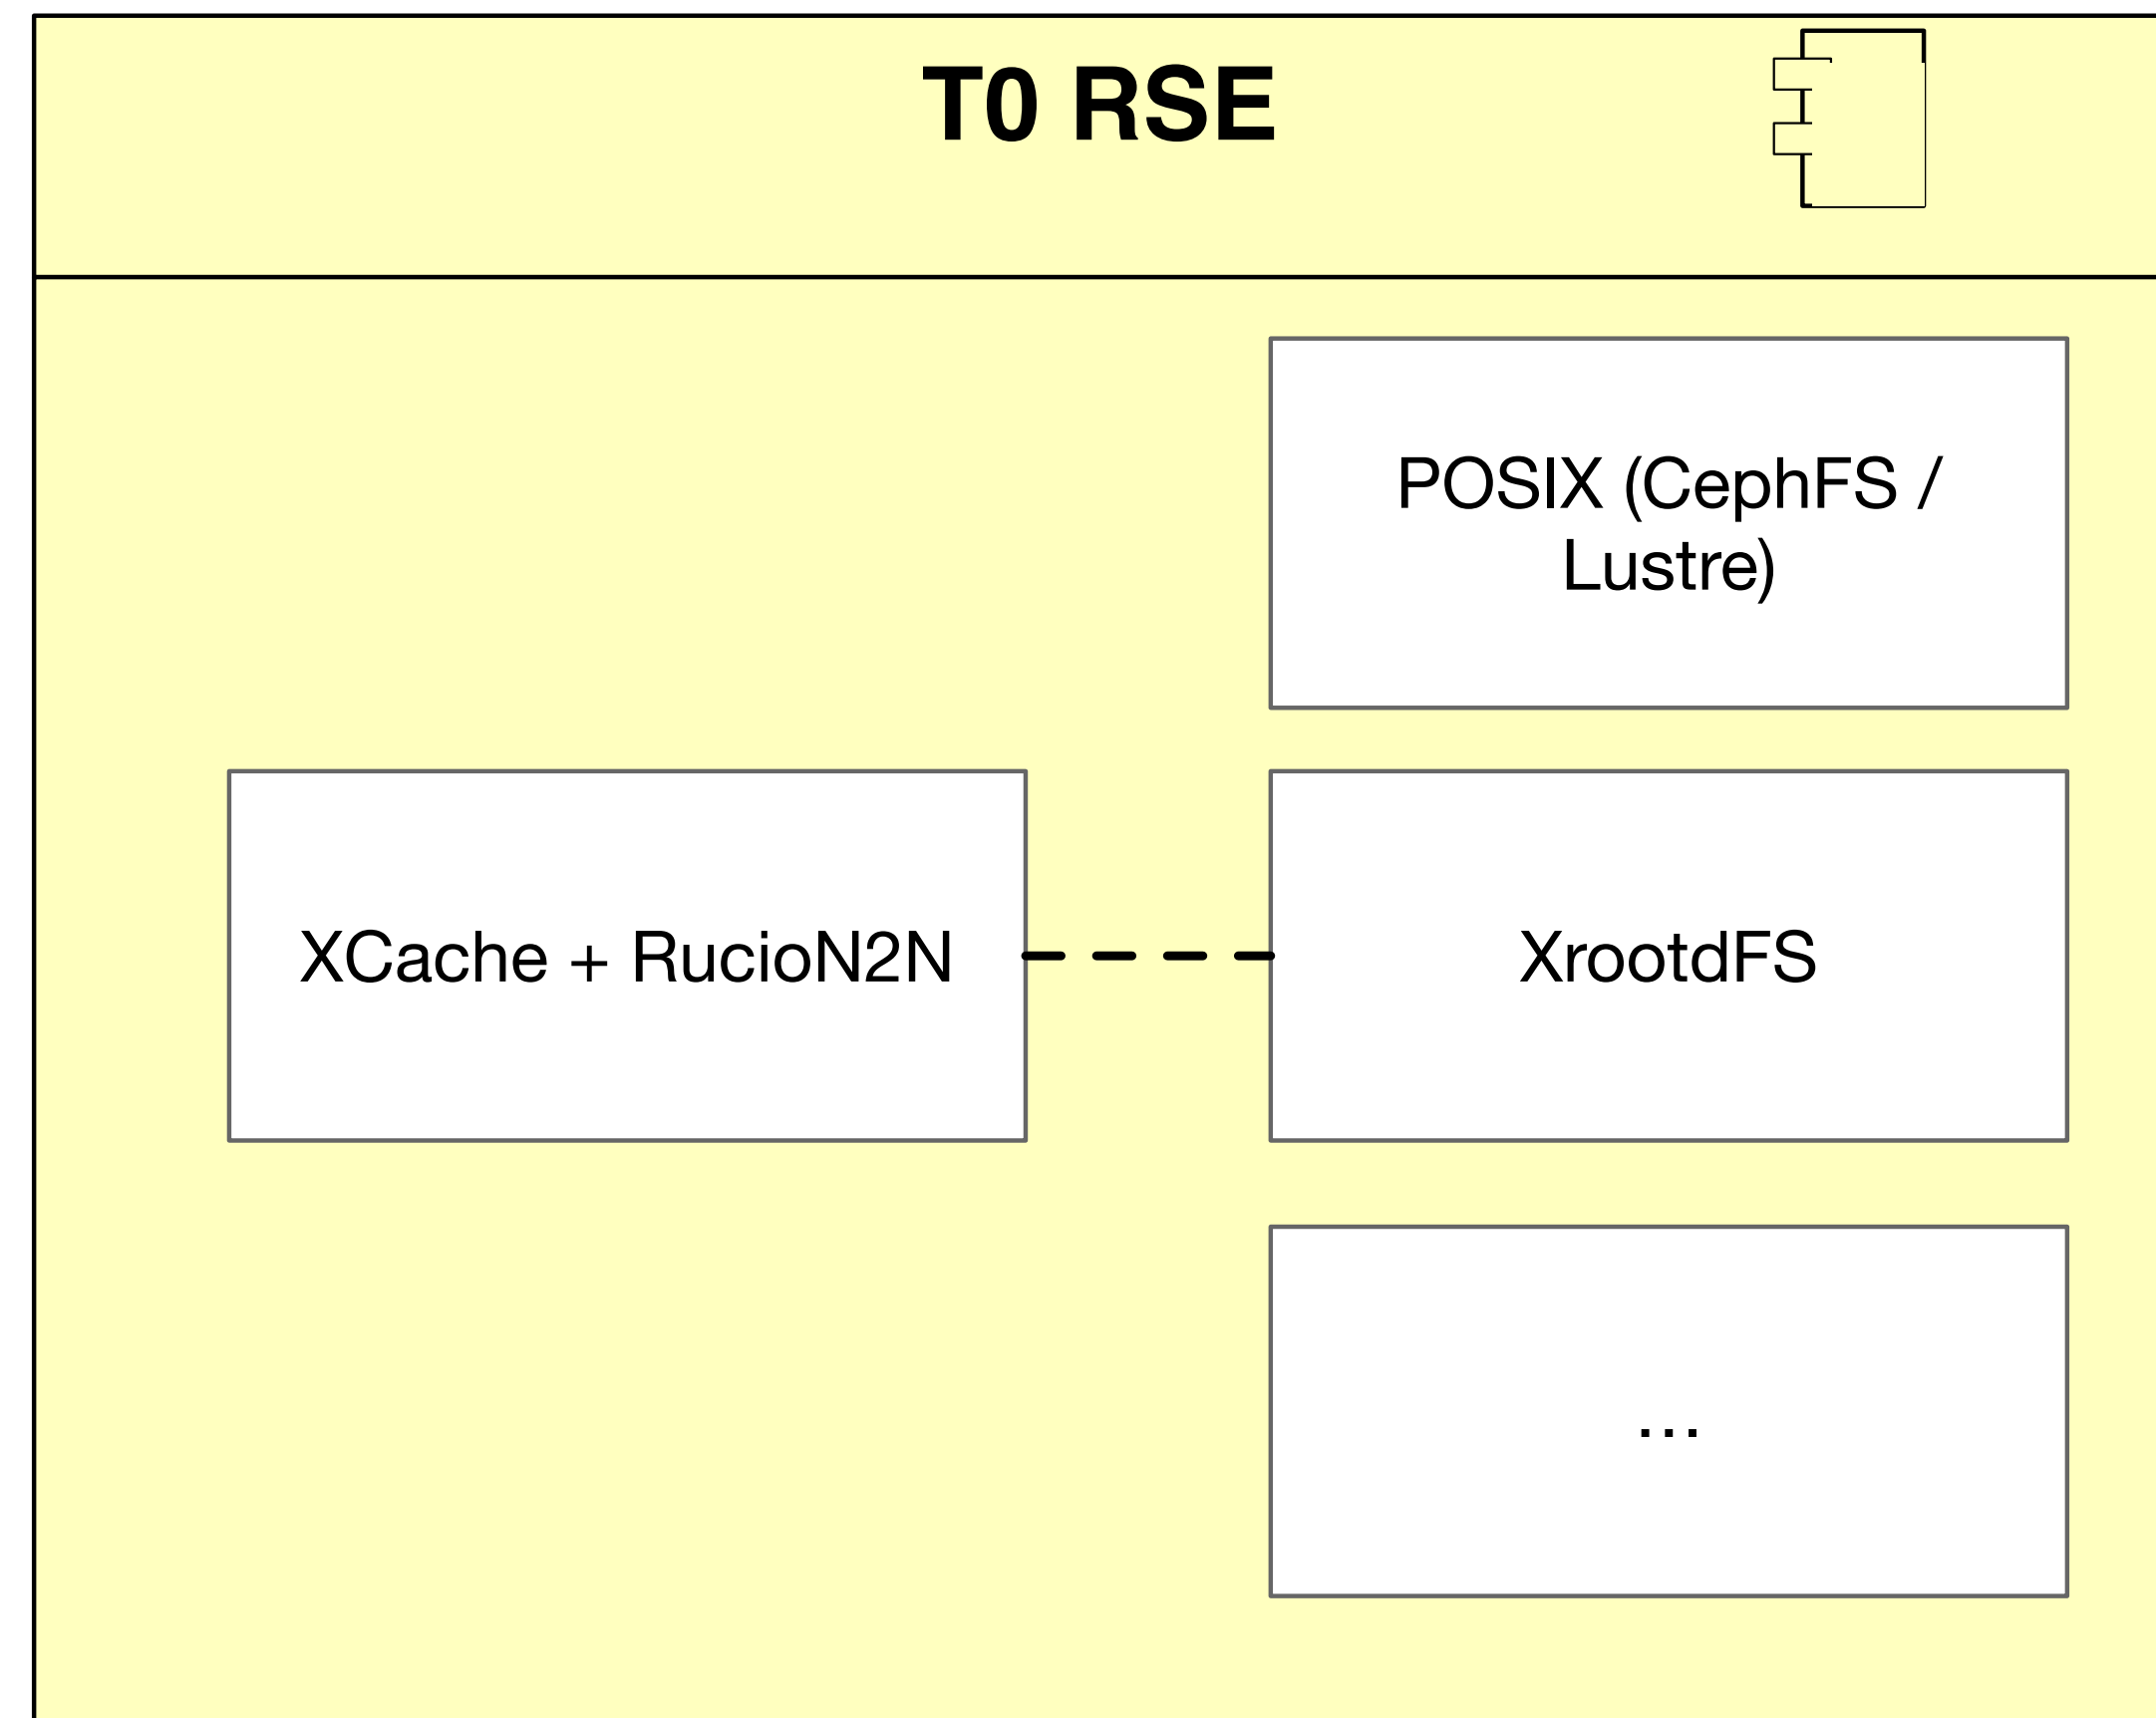 T0 RSE
POSIX (CephFS /
Lustre)
XCache + RucioN2N
XrootdFS
...